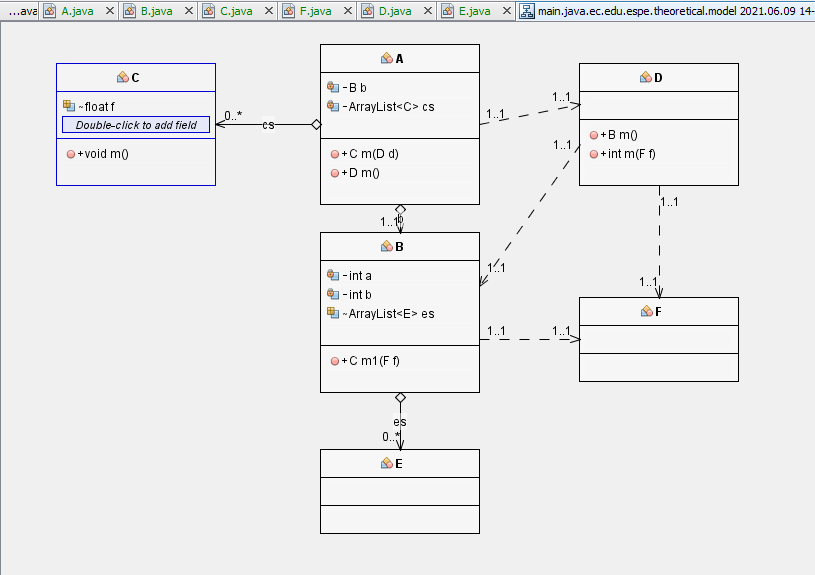 ...ava A.java B.java C.java F.java D.java E.java main.java.ec.edu.espe.theoretical.model 2021.06.09 14-
C
~float f
Double-click to add field
+void m()
0..*
cs
A
-B b
-ArrayList<C> cs
+C m(D d)
+D m()
1..1
1..1
D
+B m()
+int m(F f)
1..1
1..1
1..1
1..1
1..1
b
B
-int a
-int b
~ArrayList<E> es
+C m1(F f)
1..1
1..1
F
es
0..*
E